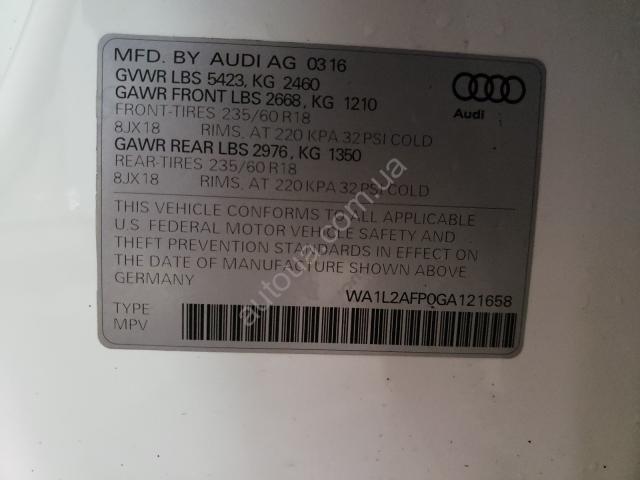 MFD. BY AUDI AG 0316
GVWR LBS 5423, KG 2460
GAWR FRONT LBS 2668, KG 1210
FRONT-TIRES 235/60 R18
8JX18 RIMS, AT 220 KPA 32 PSI COLD
GAWR REAR LBS 2976, KG 1350
REAR-TIRES 235/60 R18
8JX18 RIMS, AT 220 KPA 32 PSI COLD
THIS VEHICLE CONFORMS TO ALL APPLICABLE
U.S. FEDERAL MOTOR VEHICLE SAFETY AND
THEFT PREVENTION STANDARDS IN EFFECT ON
THE DATE OF MANUFACTURE SHOWN ABOVE.
GERMANY
WA1L2AFP0GA121658
TYPE
MPV
Audi
autoua.com.ua